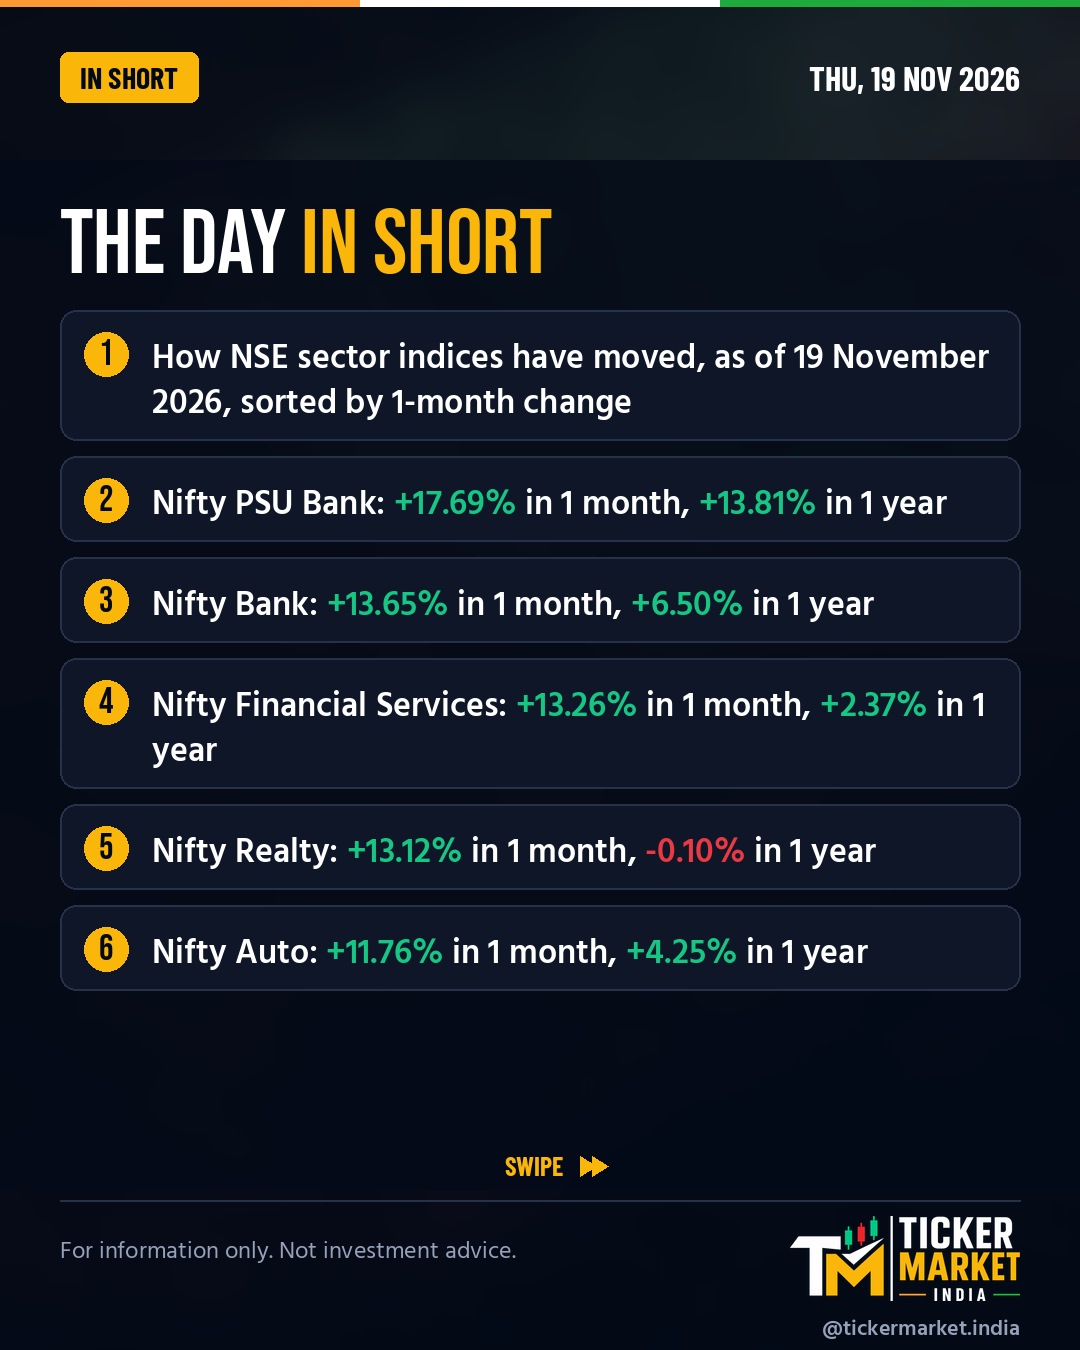 IN SHORT
THU, 19 NOV 2026
THE DAY IN SHORT
1
How NSE sector indices have moved, as of 19 November
2026, sorted by 1-month change
2
Nifty PSU Bank: +17.69% in 1 month, +13.81% in 1 year
3
Nifty Bank: +13.65% in 1 month, +6.50% in 1 year
4
Nifty Financial Services: +13.26% in 1 month, +2.37% in 1
year
5
Nifty Realty: +13.12% in 1 month, -0.10% in 1 year
6
Nifty Auto: +11.76% in 1 month, +4.25% in 1 year
SWIPE
For information only. Not investment advice.
TM
TICKER
MARKET
INDIA
@tickermarket.india